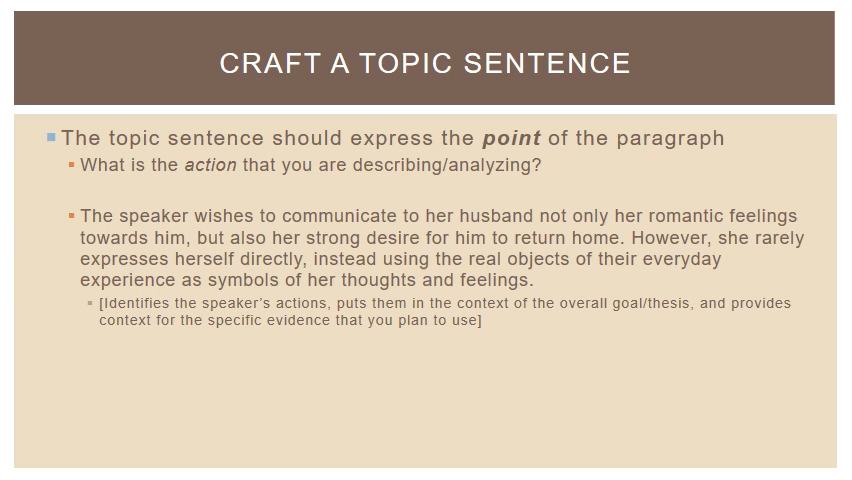 CRAFT A TOPIC SENTENCE
The topic sentence should express the point of the paragraph
What is the action that you are describing/analyzing?
The speaker wishes to communicate to her husband not only her romantic feelings
towards him, but also her strong desire for him to return home. However, she rarely
expresses herself directly, instead using the real objects of their everyday
experience as symbols of her thoughts and feelings.
[Identifies the speaker's actions, puts them in the context of the overall goal/thesis, and provides
context for the specific evidence that you plan to use]